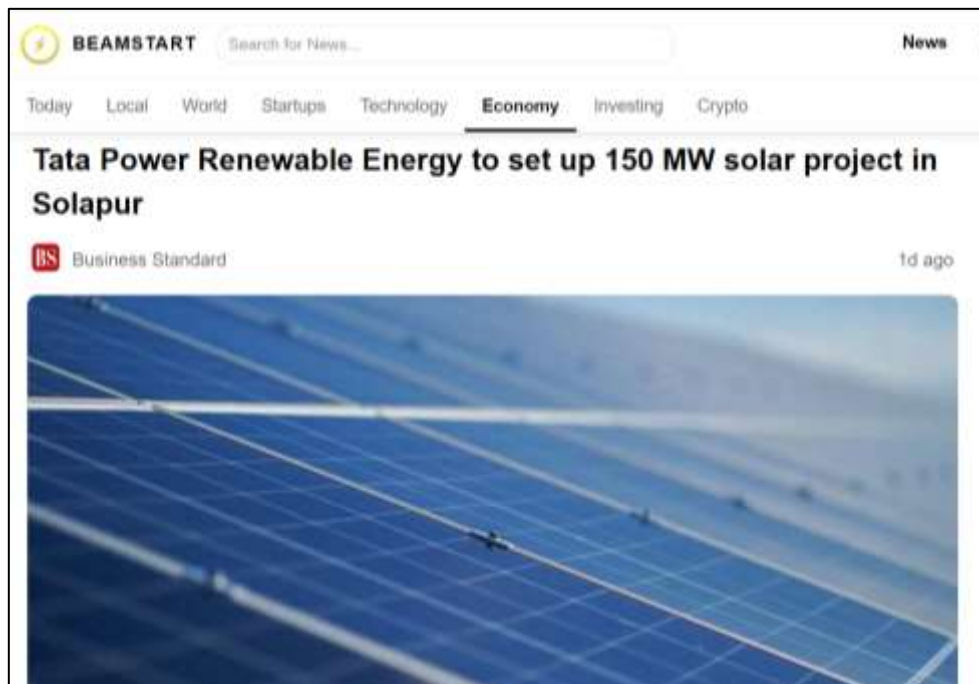 BEAMSTART Search for News... News
Today Local World Startups Technology Economy Investing Crypto
Tata Power Renewable Energy to set up 150 MW solar project in
Solapur
BS Business Standard 1d ago